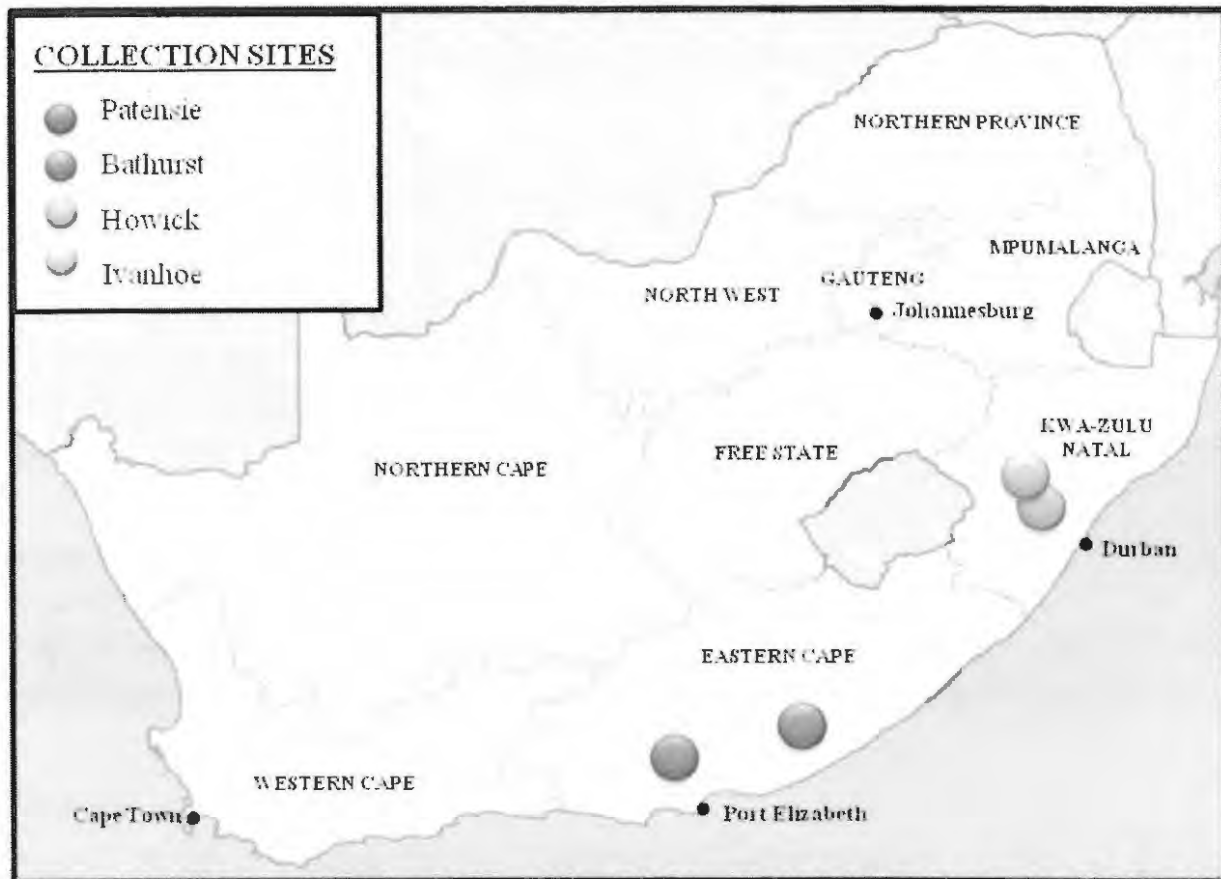 COLLECTION SITES
Patensie
Bathurst
Howick
Ivanhoe
NORTHERN PROVINCE
MPUMALANGA
GAUTENG
NORTH WEST
Johannesburg
KWA-ZULU
NATAL
FREE STATE
NORTHERN CAPE
Durban
EASTERN CAPE
WESTERN CAPE
Cape Town
Port Elizabeth